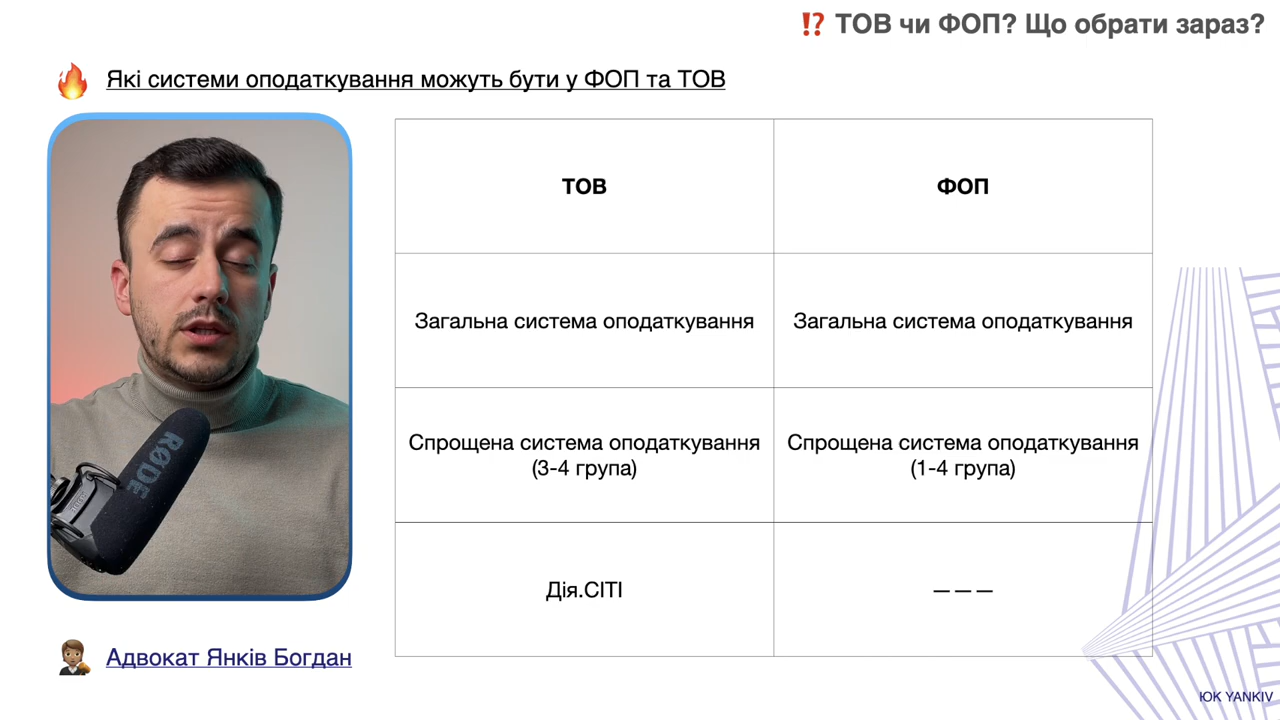 ⁉️ ТОВ чи ФОП? Що обрати зараз?
Які системи оподаткування можуть бути у ФОП та ТОВ
ТОВ
ФОП
Загальна система оподаткування
Загальна система оподаткування
Спрощена система оподаткування
(3-4 група)
Спрощена система оподаткування
(1-4 група)
Дія.СІТІ
– – –
RØDE
Адвокат Янків Богдан
ЮК YANKIV